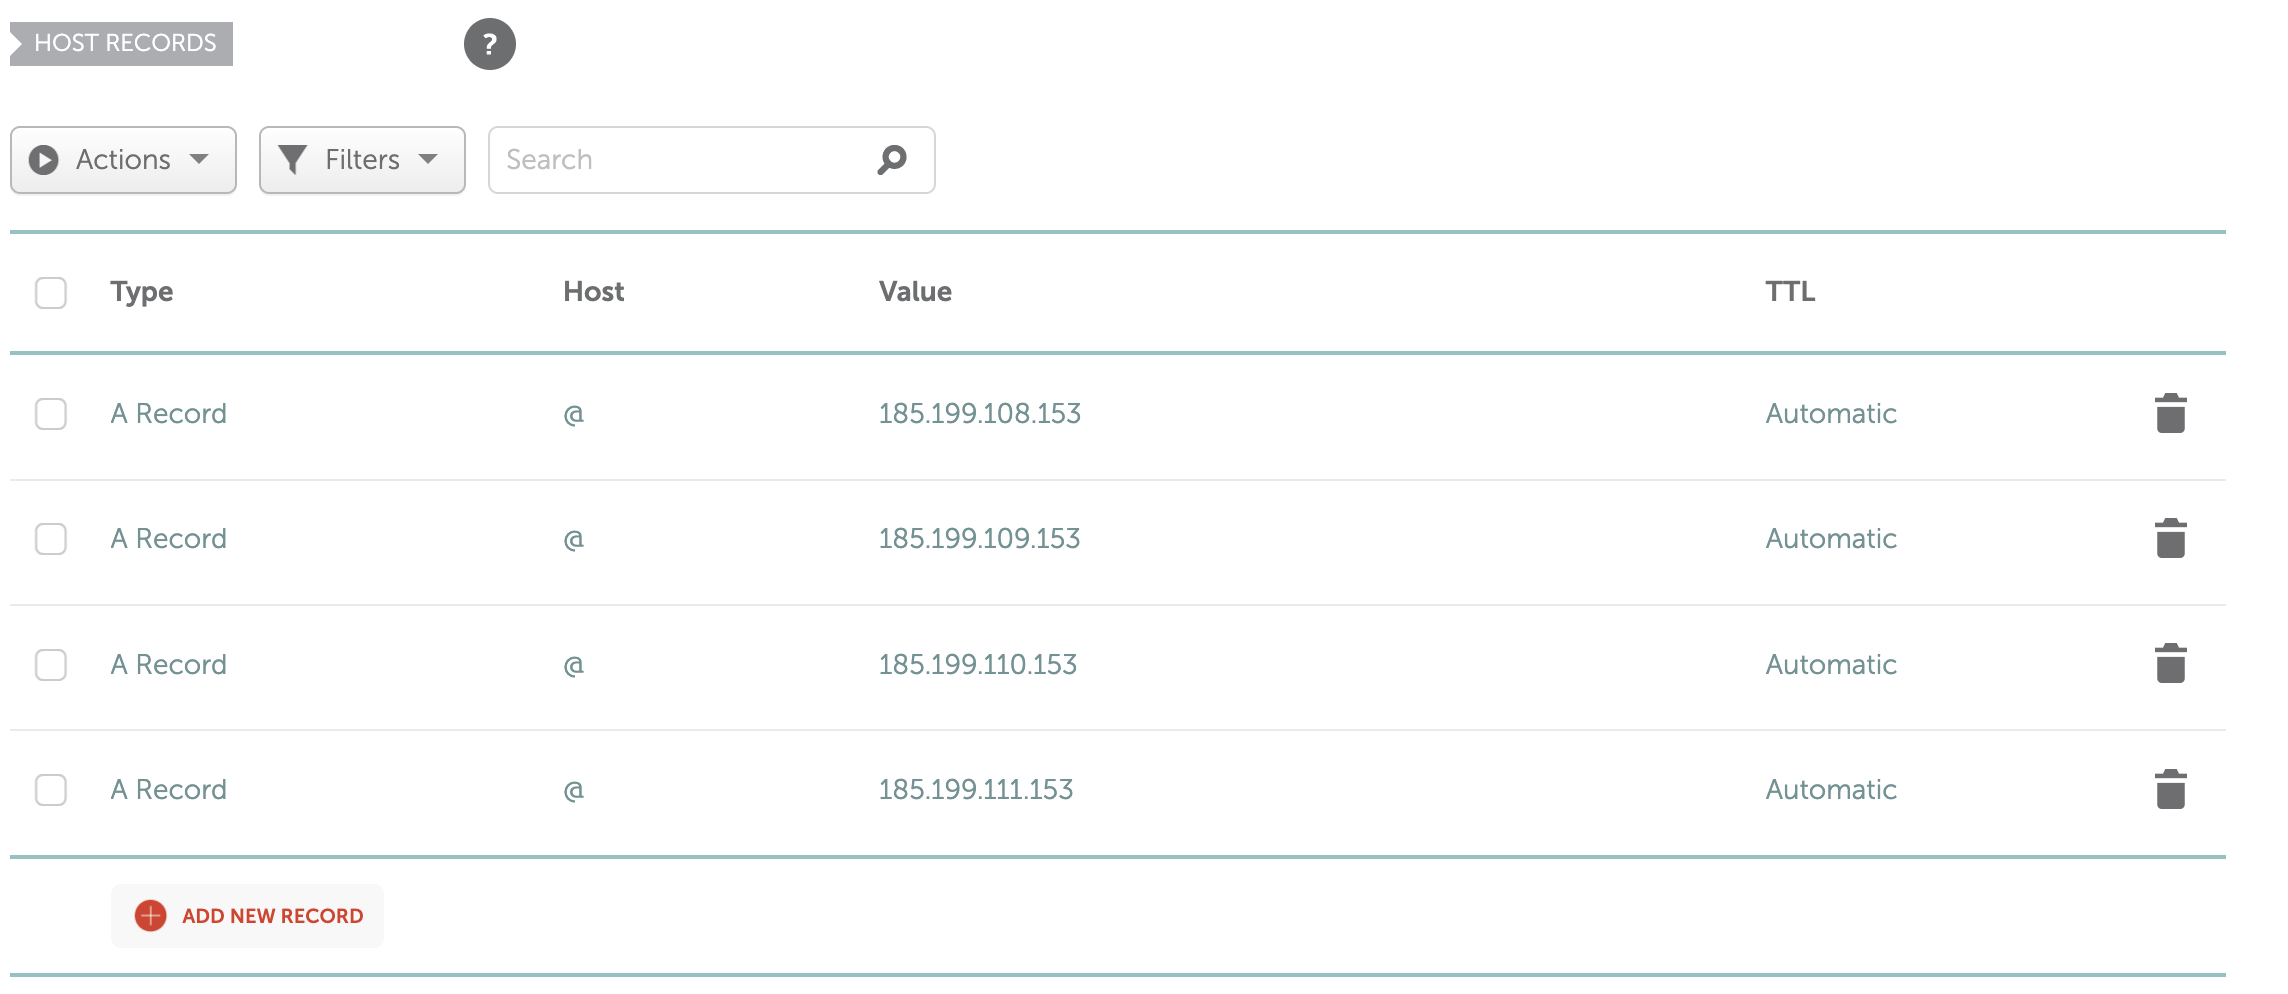 HOST RECORDS
?
Actions Filters Search
Type Host Value TTL
A Record @ 185.199.108.153 Automatic
A Record @ 185.199.109.153 Automatic
A Record @ 185.199.110.153 Automatic
A Record @ 185.199.111.153 Automatic
ADD NEW RECORD